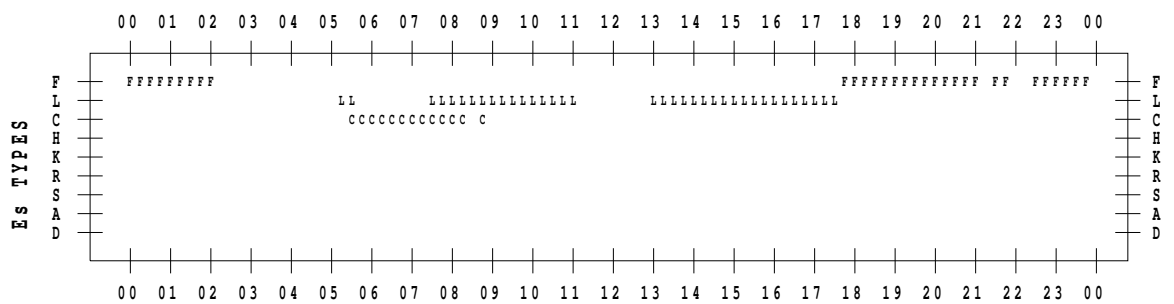 00 01 02 03 04 05 06 07 08 09 10 11 12 13 14 15 16 17 18 19 20 21 22 23 00
F FFFFFFFFF FFFFFFFFFFFFFF FF FFFFFF F
L LL LLLLLLLLLLLLLLL LLLLLLLLLLLLLLLLLLL L
C CCCCCCCCCCCC C C
H H
K K
R R
S S
A A
D D
Es TYPES
00 01 02 03 04 05 06 07 08 09 10 11 12 13 14 15 16 17 18 19 20 21 22 23 00